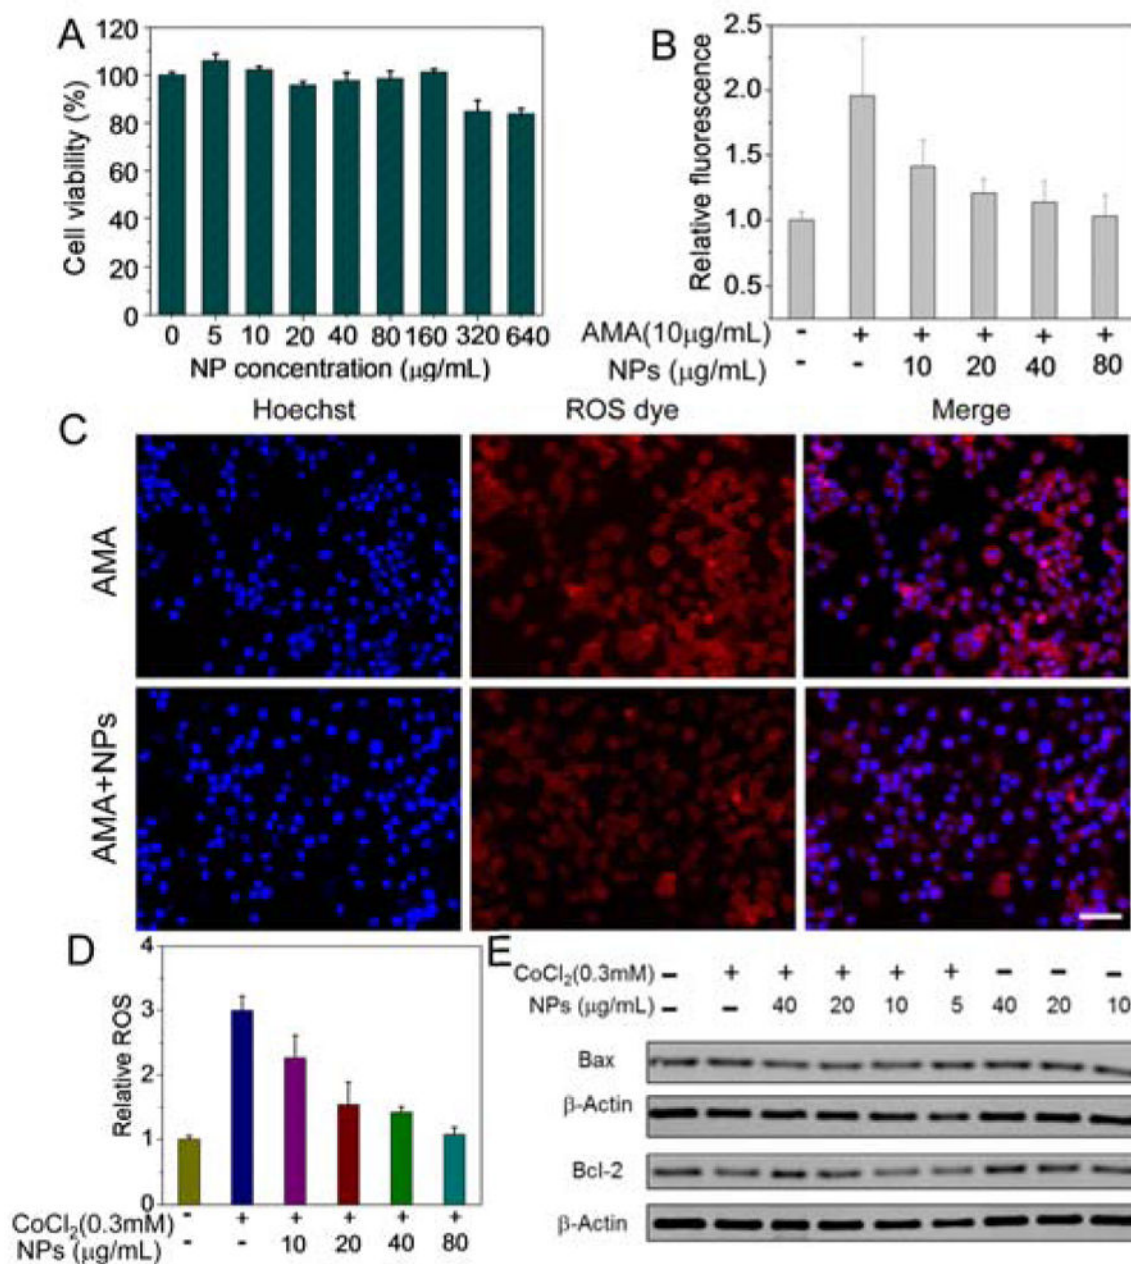 A
120
100
80
60
40
20
0
Cell viability (%)
0 5 10 20 40 80 160 320 640
NP concentration (μg/mL)
B
2.5
2.0
1.5
1.0
0.5
Relative fluorescence
AMA(10μg/mL) - + + + + +
NPs (μg/mL) - - 10 20 40 80
C
Hoechst ROS dye Merge
AMA
AMA+NPs
D
4
3
2
1
0
Relative ROS
CoCl₂(0.3mM) - + + + + +
NPs (μg/mL) - - 10 20 40 80
E
CoCl₂(0.3mM) - + + + + + - - -
NPs (μg/mL) - - 40 20 10 5 40 20 10
Bax
β-Actin
Bcl-2
β-Actin